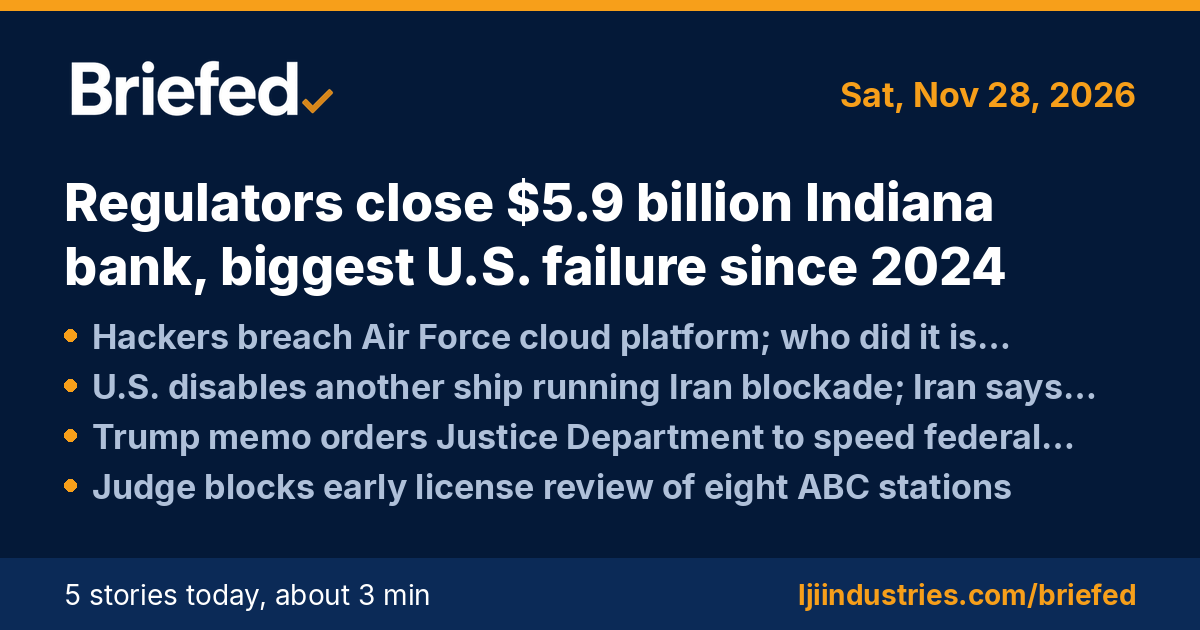 Briefed
Sat, Nov 28, 2026
Regulators close $5.9 billion Indiana
bank, biggest U.S. failure since 2024
Hackers breach Air Force cloud platform; who did it is...
U.S. disables another ship running Iran blockade; Iran says...
Trump memo orders Justice Department to speed federal...
Judge blocks early license review of eight ABC stations
5 stories today, about 3 min
ljiindustries.com/briefed